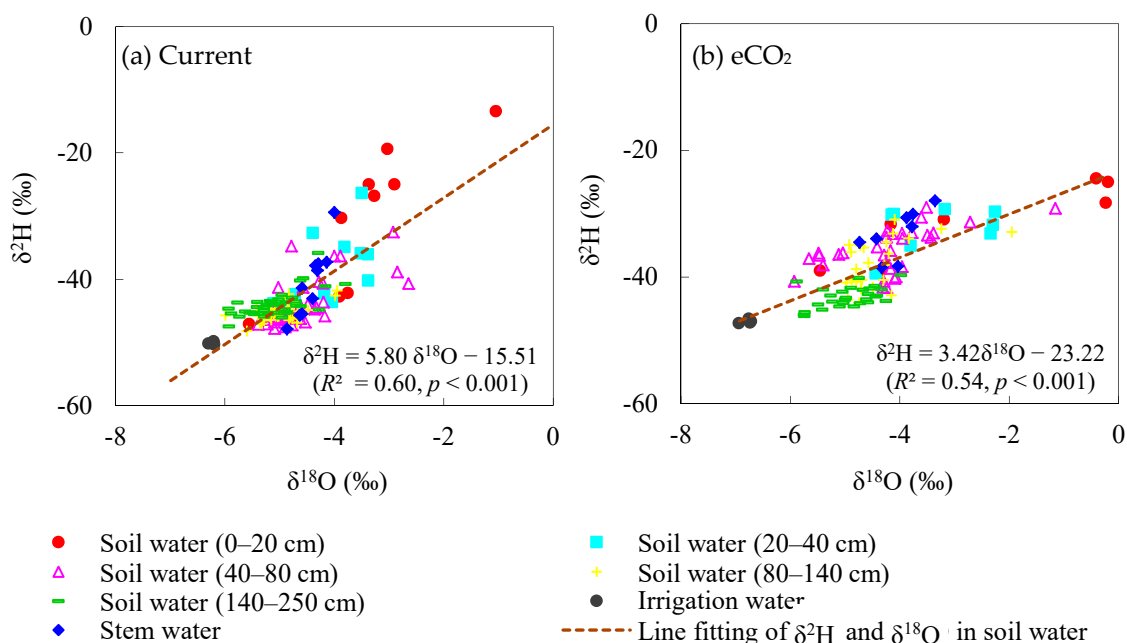 (a) Current
0
-20
-40
-60
δ²H (‰)
-8 -6 -4 -2 0
δ¹⁸O (‰)
δ²H = 5.80 δ¹⁸O − 15.51
(R² = 0.60, p < 0.001)
(b) eCO₂
0
-20
-40
-60
δ²H (‰)
-8 -6 -4 -2 0
δ¹⁸O (‰)
δ²H = 3.42δ¹⁸O − 23.22
(R² = 0.54, p < 0.001)
Soil water (0–20 cm)
Soil water (20–40 cm)
Soil water (40–80 cm)
Soil water (80–140 cm)
Soil water (140–250 cm)
Irrigation water
Stem water
Line fitting of δ²H and δ¹⁸O in soil water